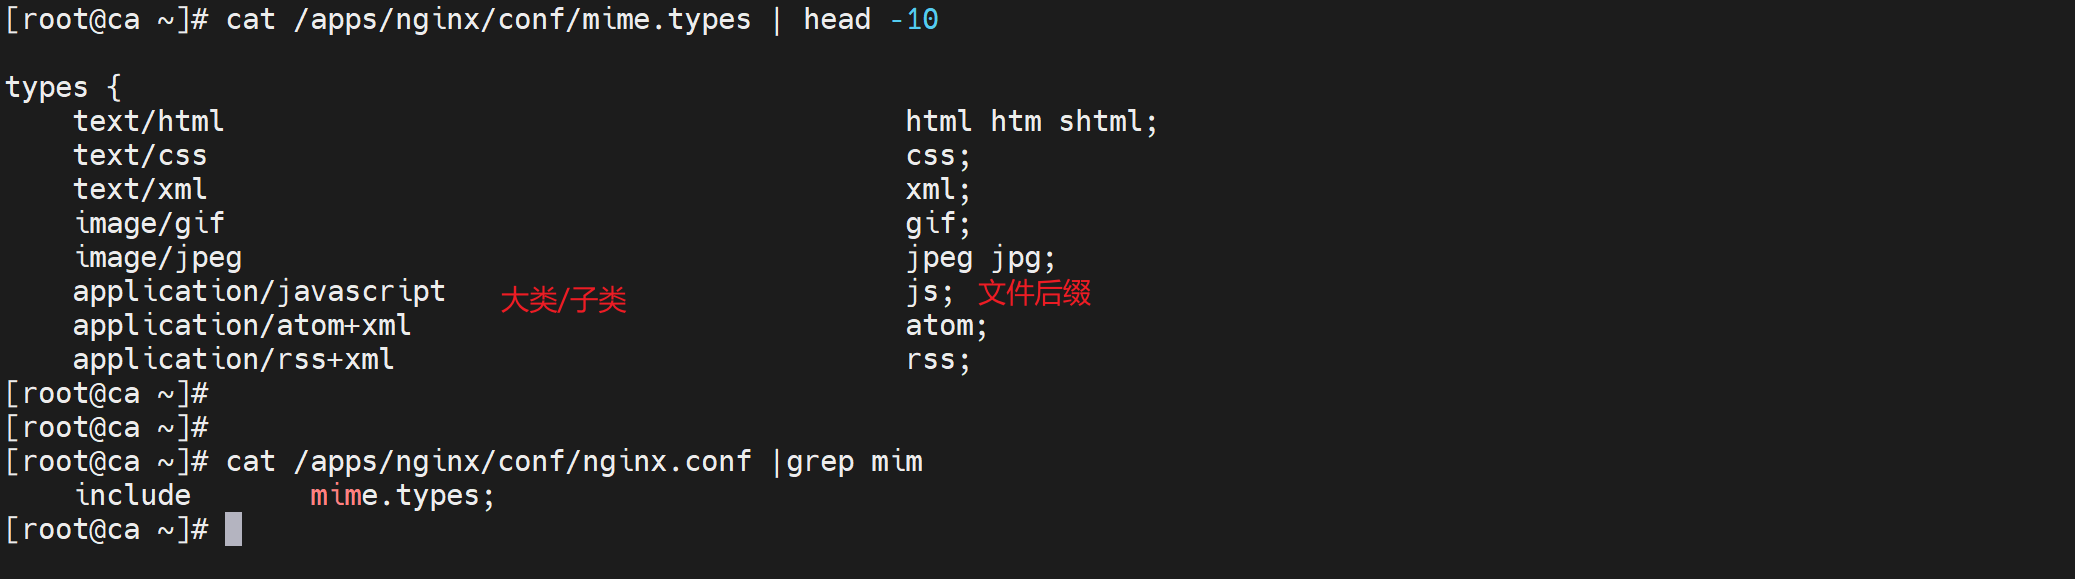 [root@ca ~]# cat /apps/nginx/conf/mime.types | head -10
types {
text/html html htm shtml;
text/css css;
text/xml xml;
image/gif gif;
image/jpeg jpeg jpg;
application/javascript 大类/子类 js; 文件后缀
application/atom+xml atom;
application/rss+xml rss;
[root@ca ~]#
[root@ca ~]#
[root@ca ~]# cat /apps/nginx/conf/nginx.conf |grep mim
include mime.types;
[root@ca ~]#